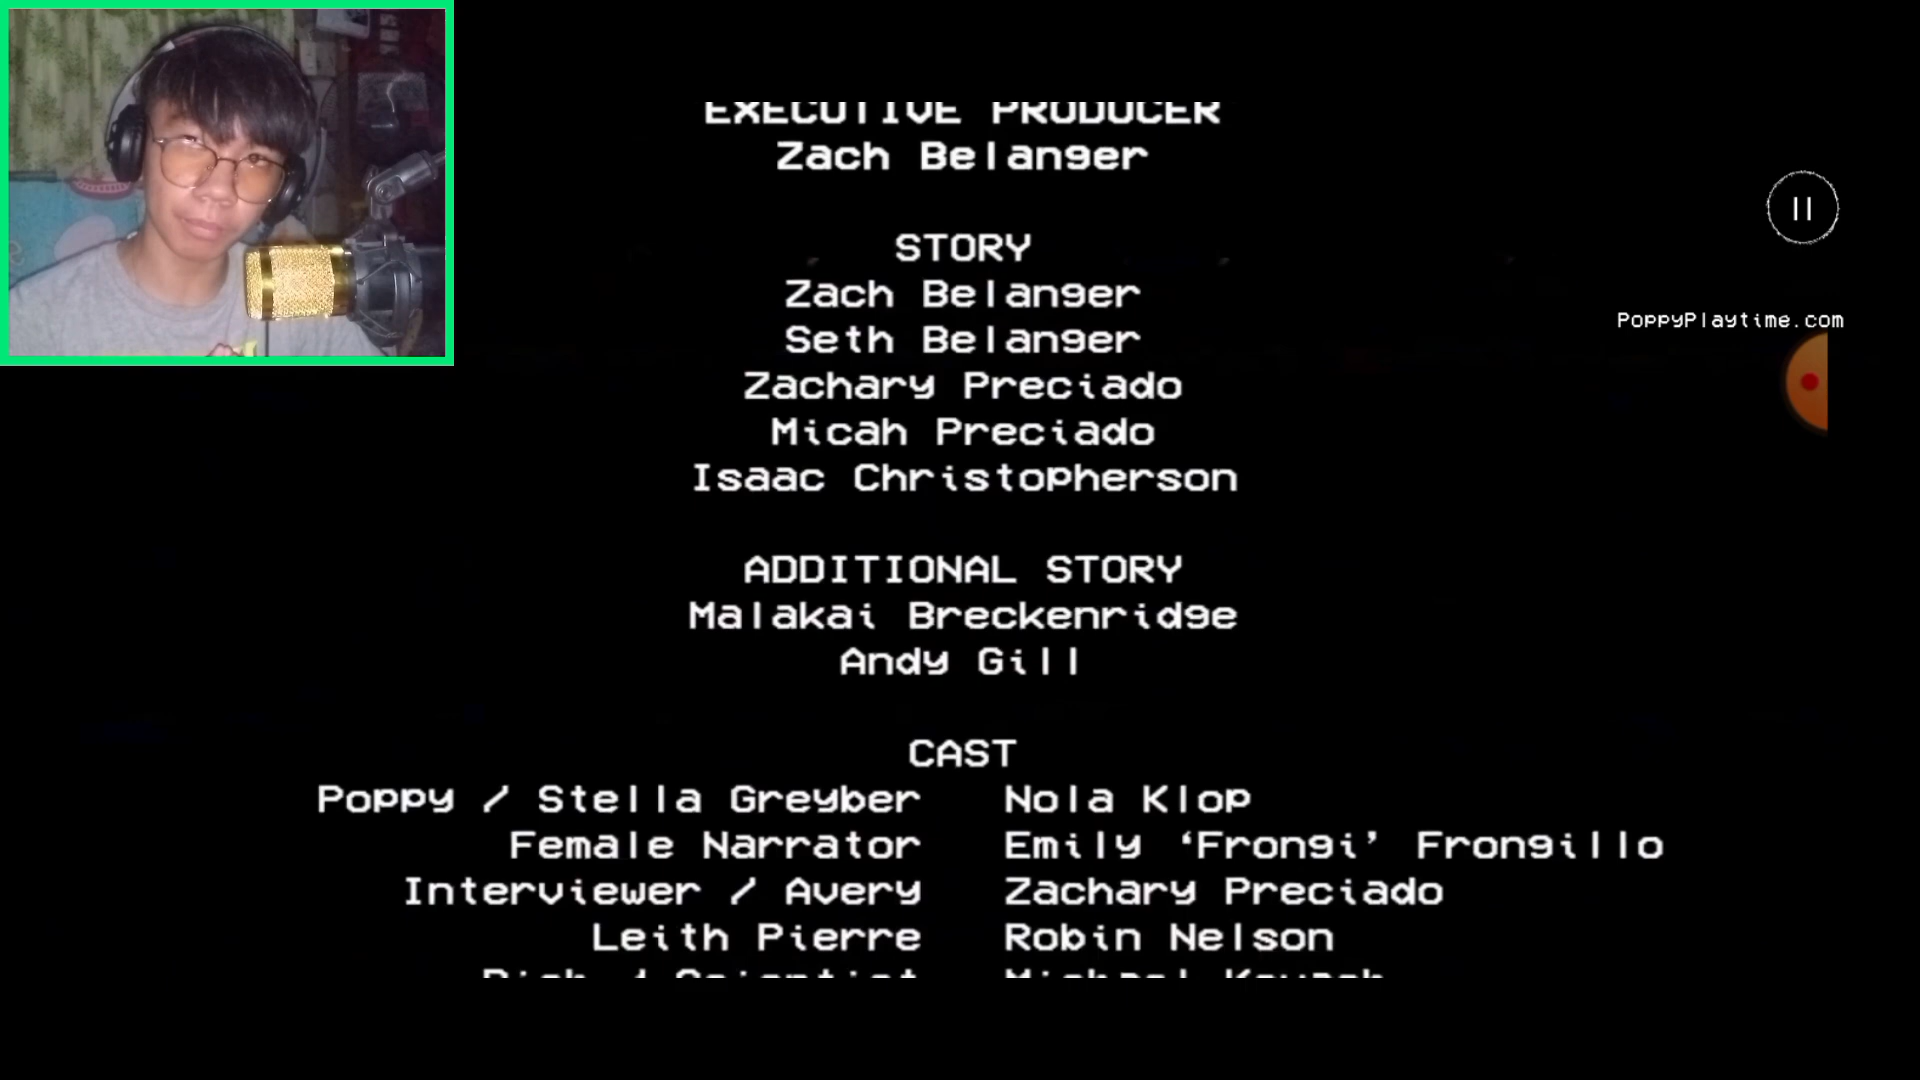 EXECUTIVE PRODUCER
Zach Belanger
STORY
Zach Belanger
Seth Belanger
Zachary Preciado
Micah Preciado
Isaac Christopherson
ADDITIONAL STORY
Malakai Breckenridge
Andy Gill
CAST
Poppy / Stella Greyber Nola Klop
Female Narrator Emily ‘Frongi’ Frongillo
Interviewer / Avery Zachary Preciado
Leith Pierre Robin Nelson
PoppyPlaytime.com